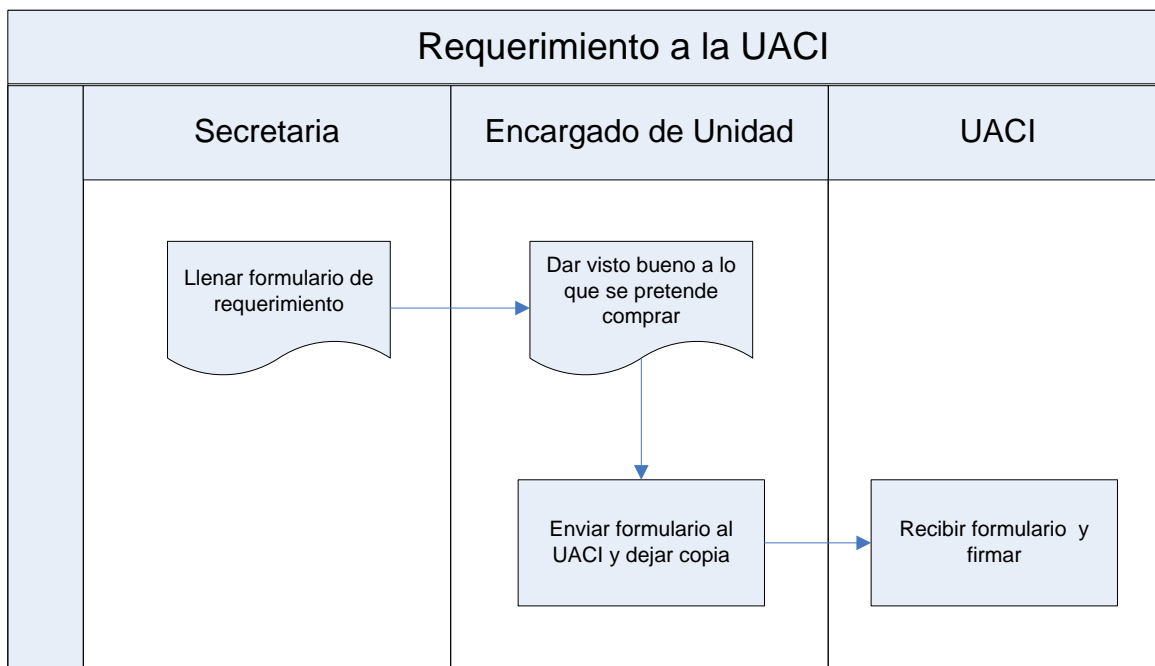 Requerimiento a la UACI
Secretaria
Encargado de Unidad
UACI
Llenar formulario de
requerimiento
Dar visto bueno a lo
que se pretende
comprar
Enviar formulario al
UACI y dejar copia
Recibir formulario  y
firmar